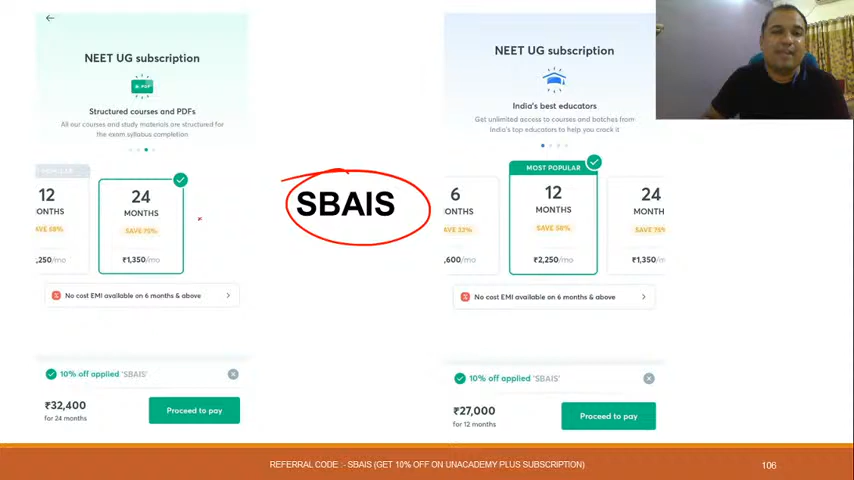 NEET UG subscription
Structured courses and PDFs
All our courses and study materials are structured for
the exam syllabus completion
12
24
MONTHS
SAVE 75%
,250/mo
₹1,350/mo
No cost EMI available on 6 months & above
10% off applied 'SBAIS'
₹32,400
for 24 months
Proceed to pay
SBAIS
NEET UG subscription
India's best educators
Get unlimited access to courses and batches from
India's top educators to help you crack it
MOST POPULAR
6
12
24
ONTHS
MONTHS
MONTHS
SAVE 58%
,600/mo
₹2,250/mo
₹1,350/
No cost EMI available on 6 months & above
10% off applied 'SBAIS'
₹27,000
for 12 months
Proceed to pay
REFERRAL CODE :- SBAIS (GET 10% OFF ON UNACADEMY PLUS SUBSCRIPTION)
106